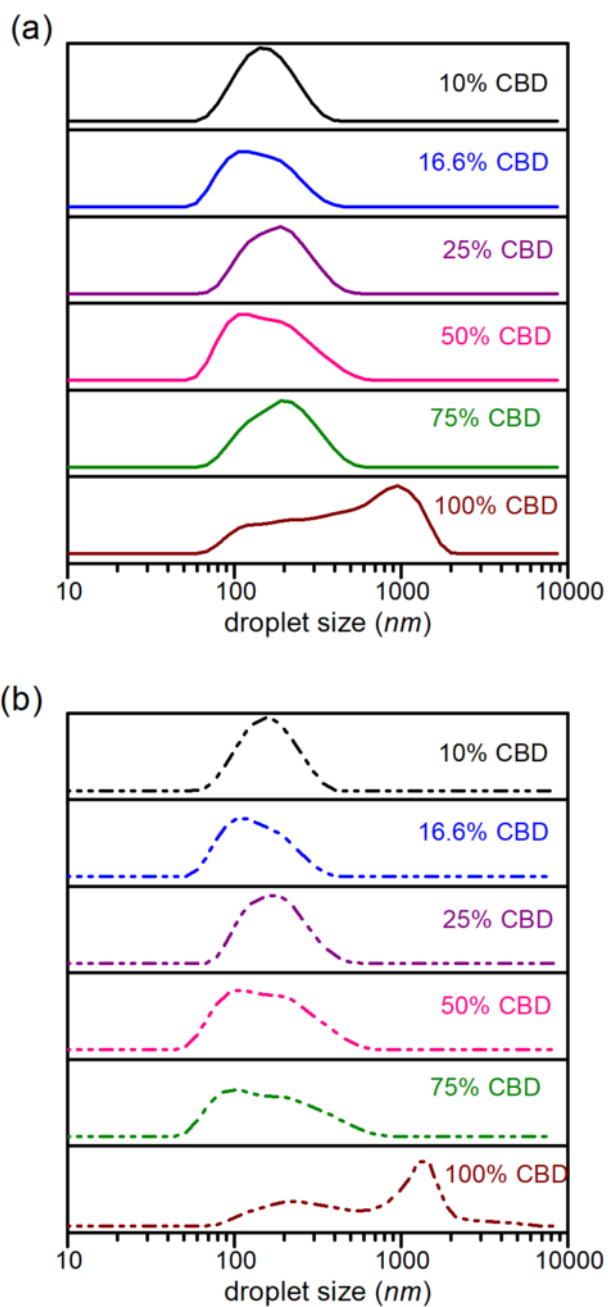 (a)
10% CBD
16.6% CBD
25% CBD
50% CBD
75% CBD
100% CBD
10 100 1000 10000
droplet size (nm)
(b)
10% CBD
16.6% CBD
25% CBD
50% CBD
75% CBD
100% CBD
10 100 1000 10000
droplet size (nm)